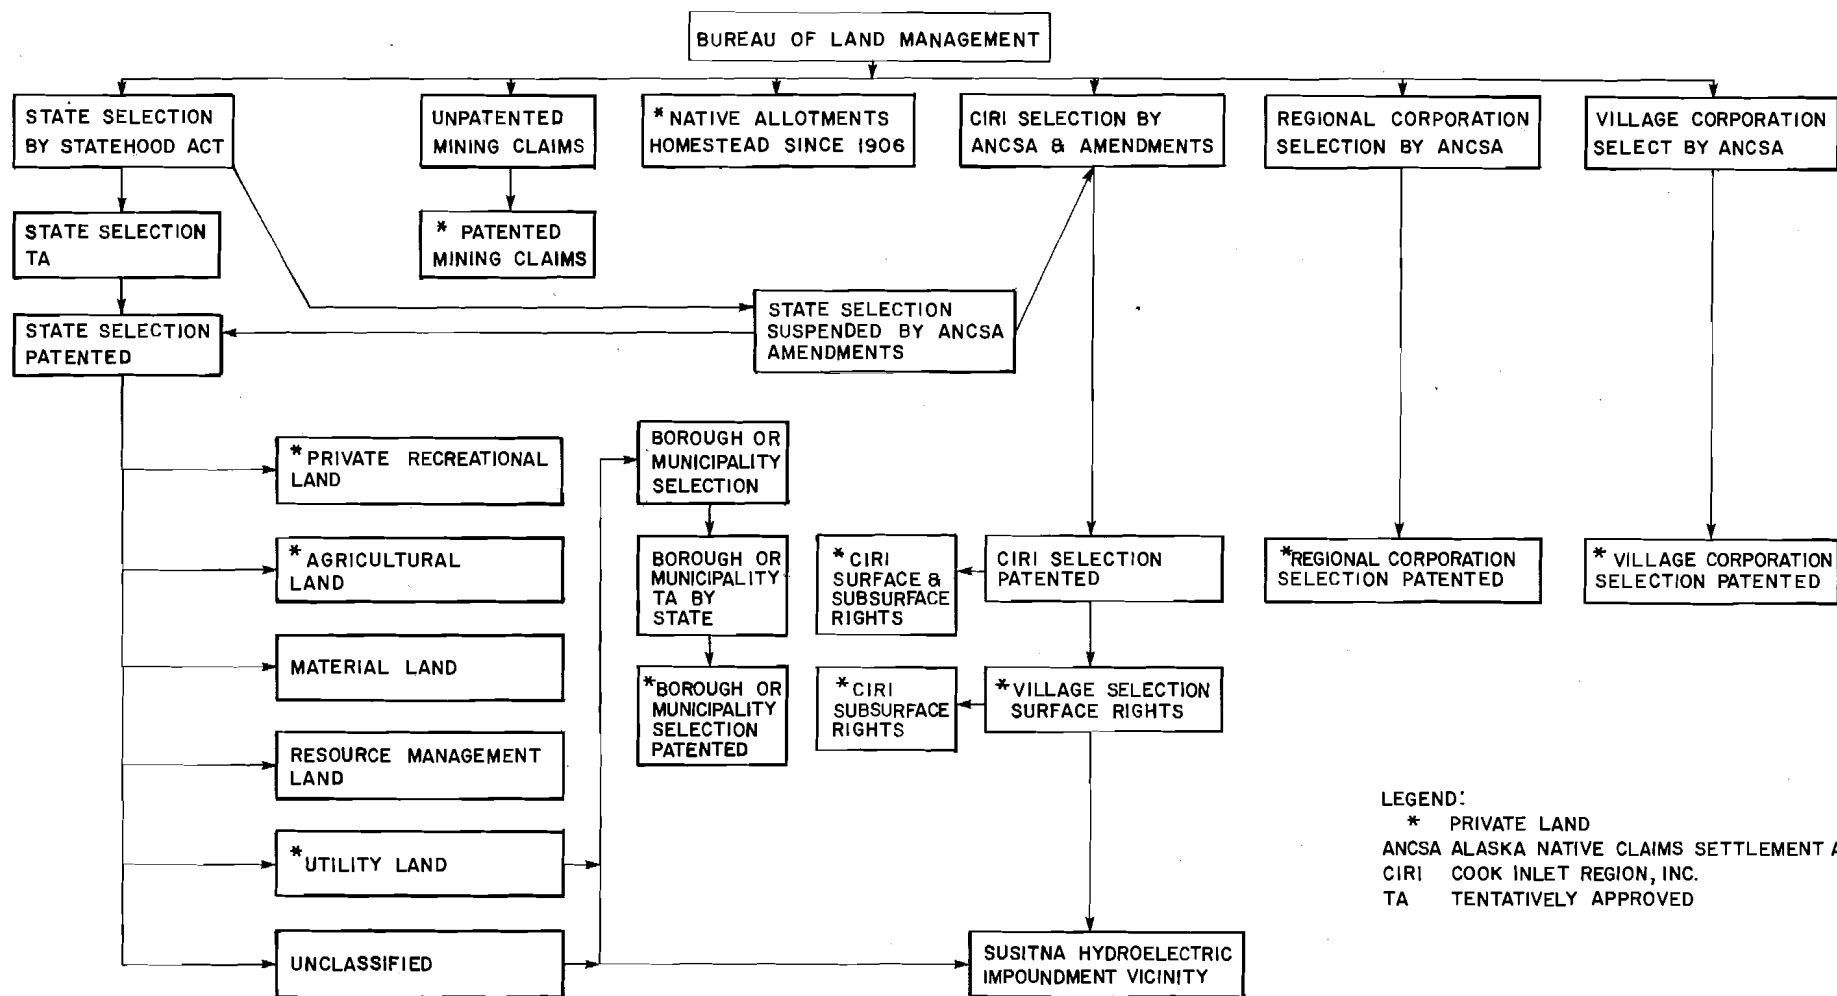 BUREAU OF LAND MANAGEMENT
STATE SELECTION
BY STATEHOOD ACT
UNPATENTED
MINING CLAIMS
* NATIVE ALLOTMENTS
HOMESTEAD SINCE 1906
CIRI SELECTION BY
ANCSA & AMENDMENTS
REGIONAL CORPORATION
SELECTION BY ANCSA
VILLAGE CORPORATION
SELECT BY ANCSA
STATE SELECTION
TA
* PATENTED
MINING CLAIMS
STATE SELECTION
PATENTED
STATE SELECTION
SUSPENDED BY ANCSA
AMENDMENTS
* PRIVATE RECREATIONAL
LAND
* AGRICULTURAL
LAND
MATERIAL LAND
RESOURCE MANAGEMENT
LAND
* UTILITY LAND
UNCLASSIFIED
BOROUGH OR
MUNICIPALITY
SELECTION
BOROUGH OR
MUNICIPALITY
TA BY
STATE
* BOROUGH OR
MUNICIPALITY
SELECTION
PATENTED
* CIRI
SURFACE &
SUBSURFACE
RIGHTS
CIRI SELECTION
PATENTED
* CIRI
SUBSURFACE
RIGHTS
* VILLAGE SELECTION
SURFACE RIGHTS
* REGIONAL CORPORATION
SELECTION PATENTED
* VILLAGE CORPORATION
SELECTION PATENTED
SUSITNA HYDROELECTRIC
IMPOUNDMENT VICINITY
LEGEND:
* PRIVATE LAND
ANCSA ALASKA NATIVE CLAIMS SETTLEMENT A
CIRI COOK INLET REGION, INC.
TA TENTATIVELY APPROVED